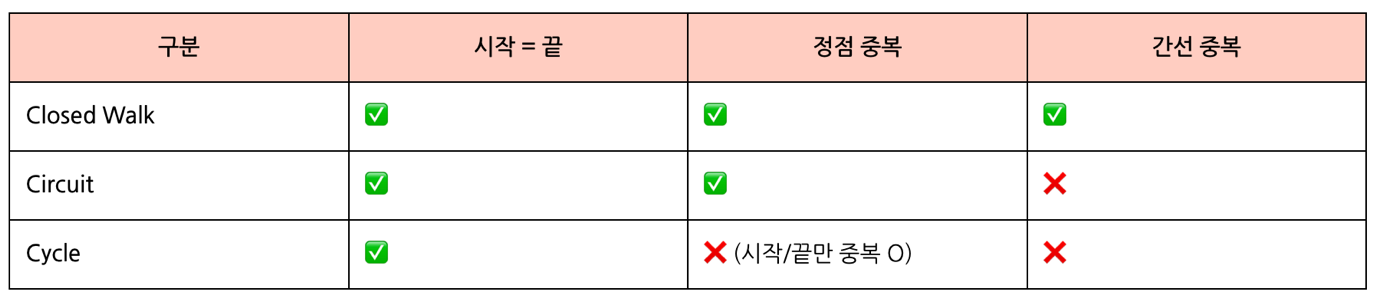 구분 시작 = 끝 정점 중복 간선 중복
Closed Walk ✅ ✅ ✅
Circuit ✅ ✅ ❌
Cycle ✅ ❌ (시작/끝만 중복 O) ❌